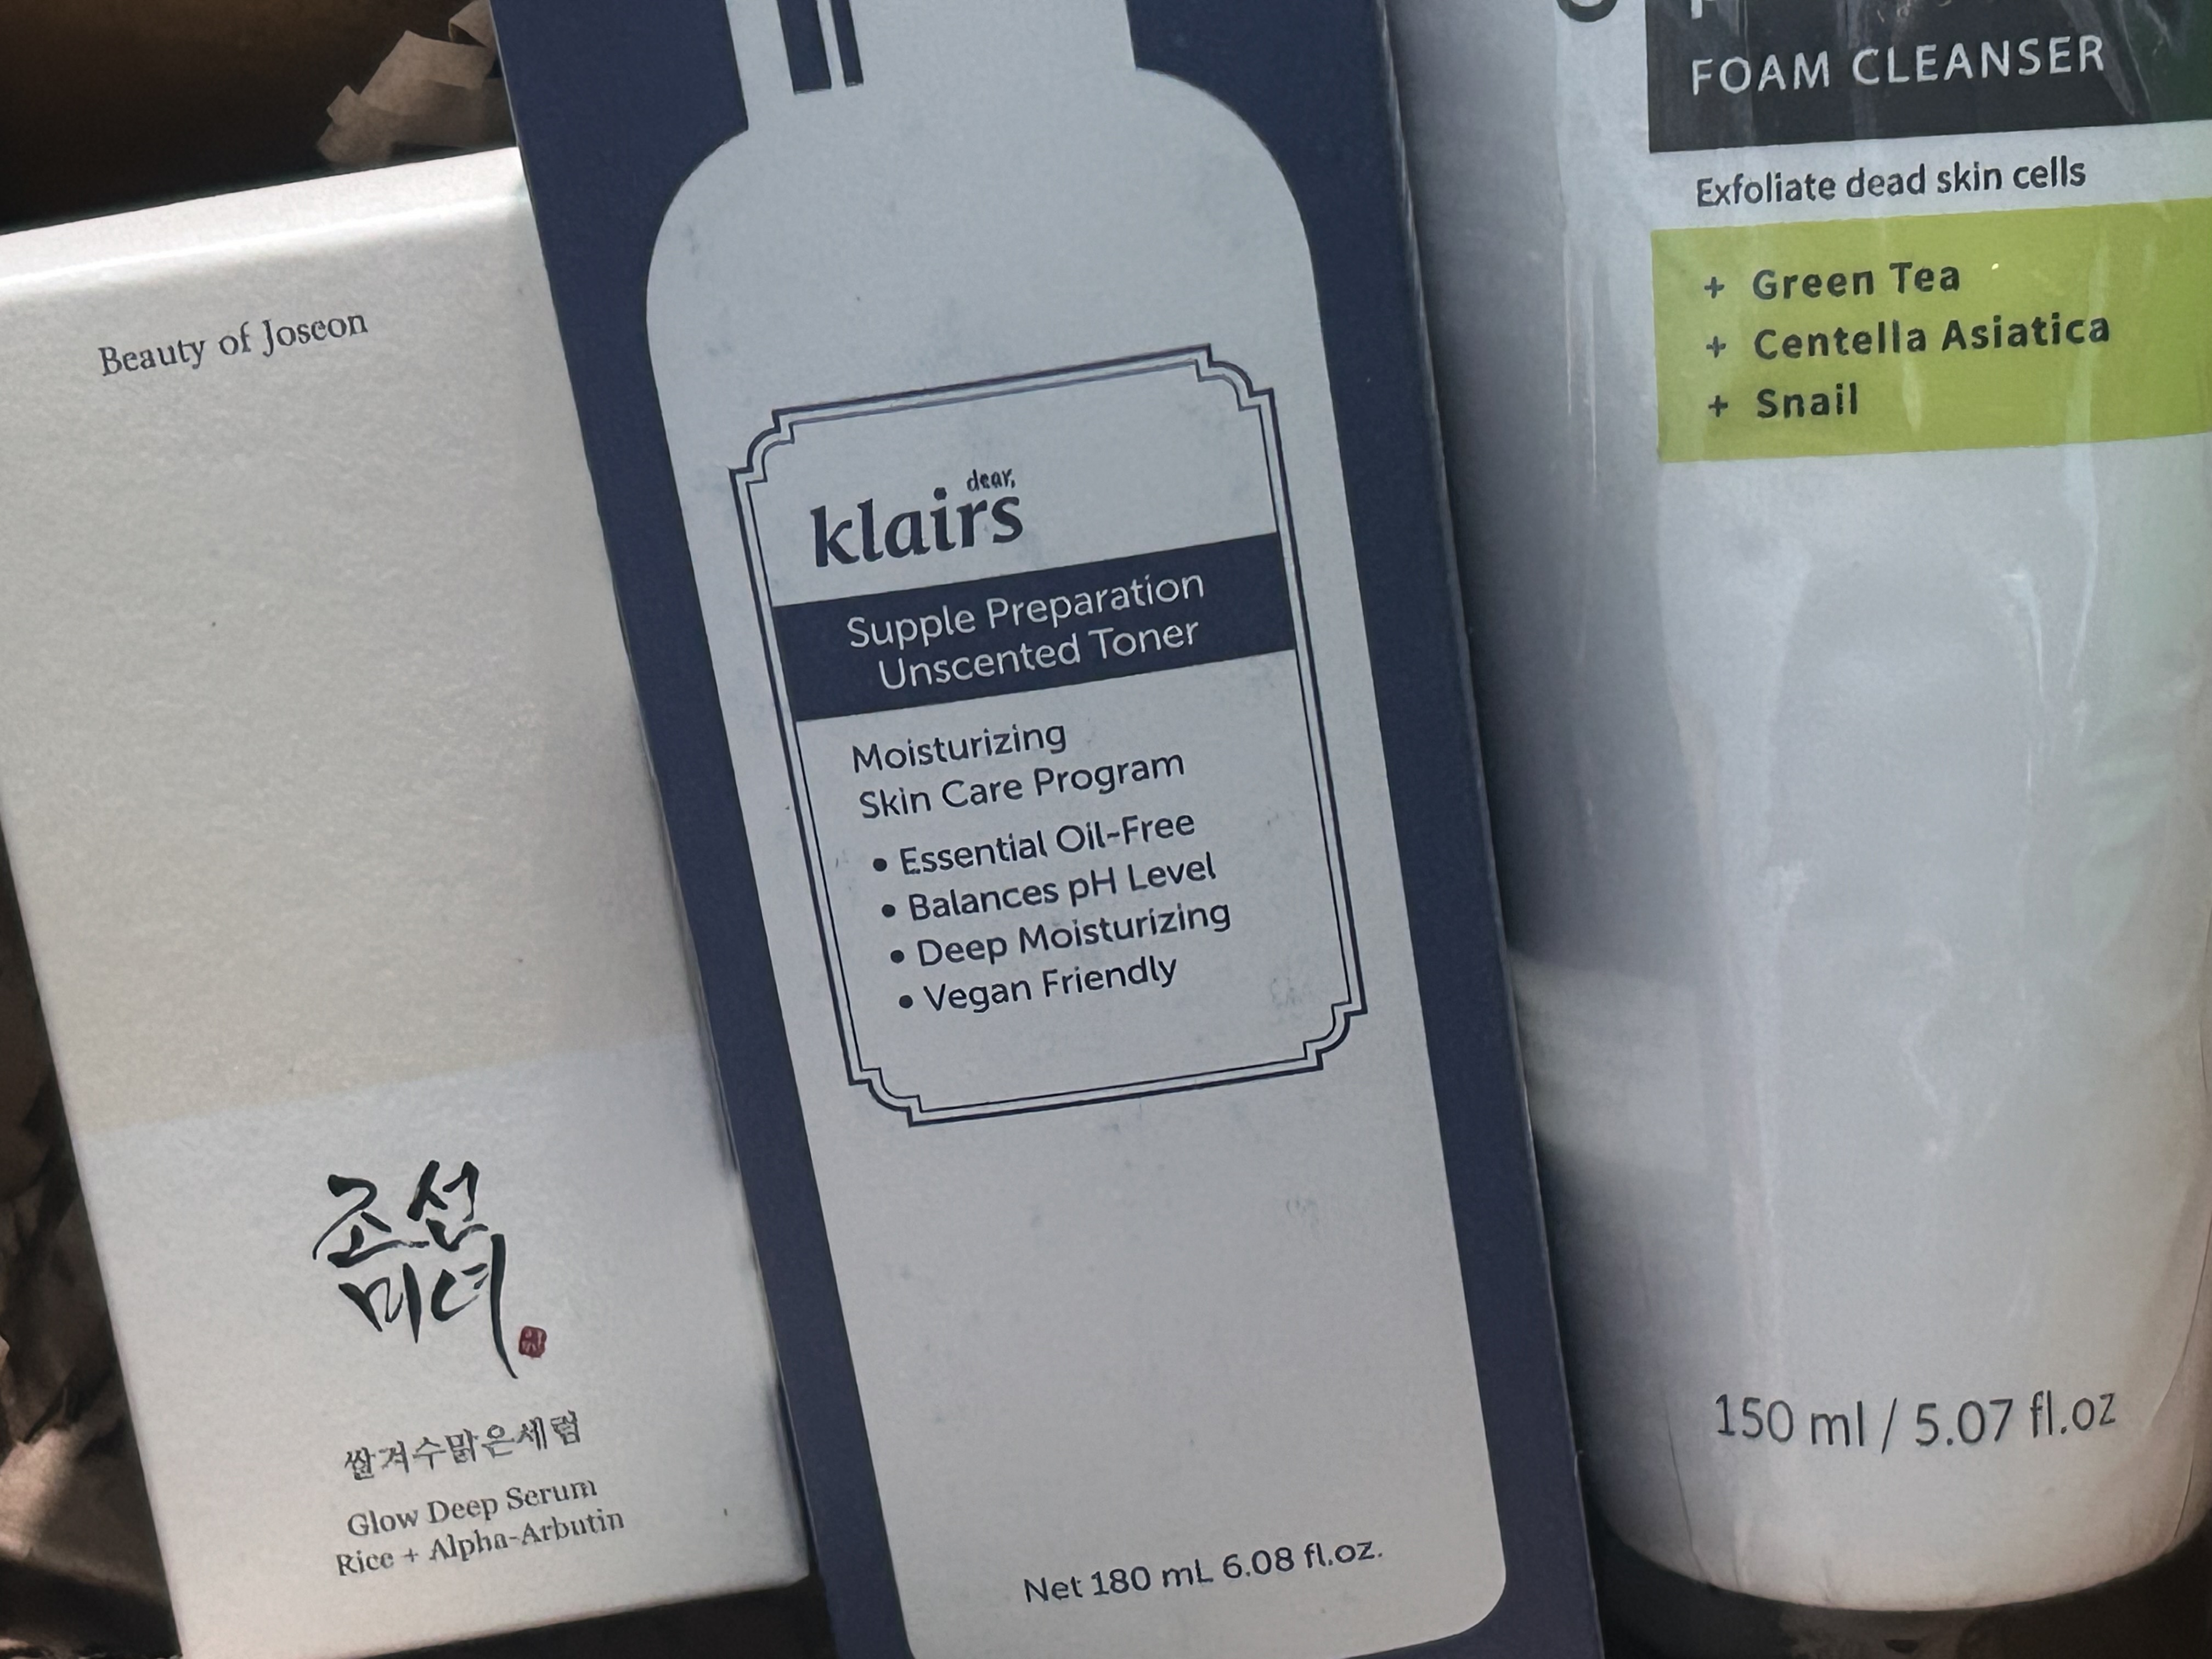 Beauty of Joseon
조선
미녀
쌀겨수맑은세럼
Glow Deep Serum
Rice + Alpha-Arbutin
dear,
klairs
Supple Preparation
Unscented Toner
Moisturizing
Skin Care Program
• Essential Oil-Free
• Balances pH Level
• Deep Moisturizing
• Vegan Friendly
Net 180 mL 6.08 fl.oz.
FOAM CLEANSER
Exfoliate dead skin cells
+ Green Tea
+ Centella Asiatica
+ Snail
150 ml / 5.07 fl.oz